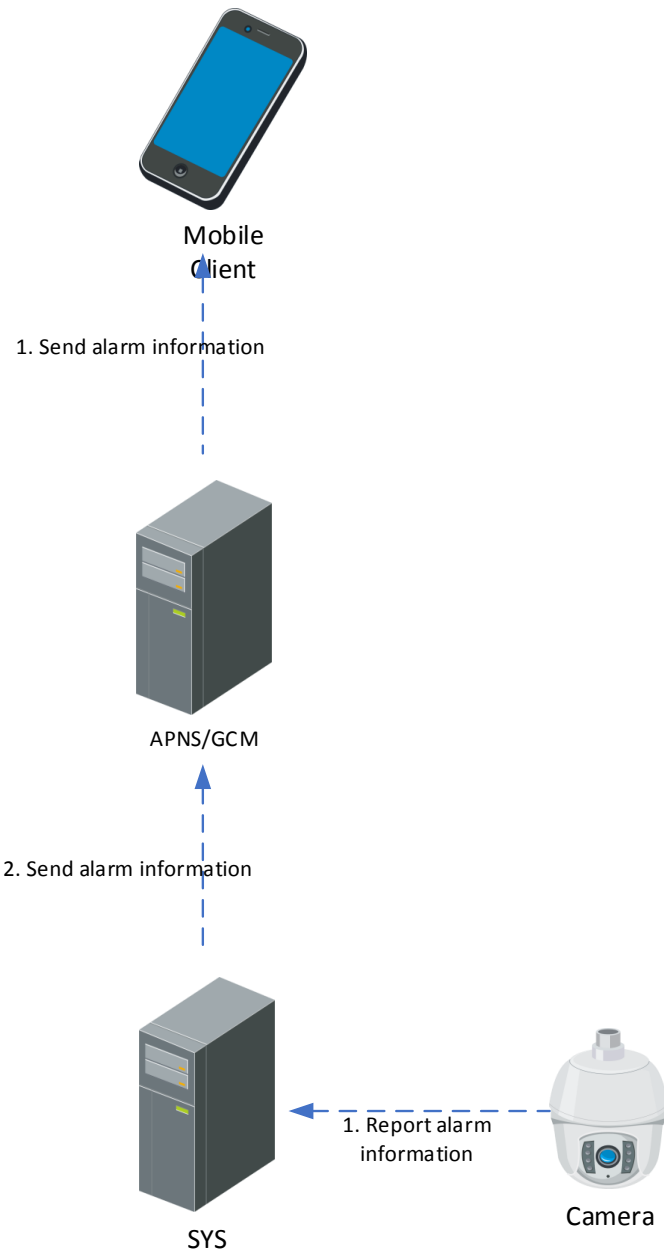 Mobile
Client
1. Send alarm information
APNS/GCM
2. Send alarm information
1. Report alarm
information
Camera
SYS